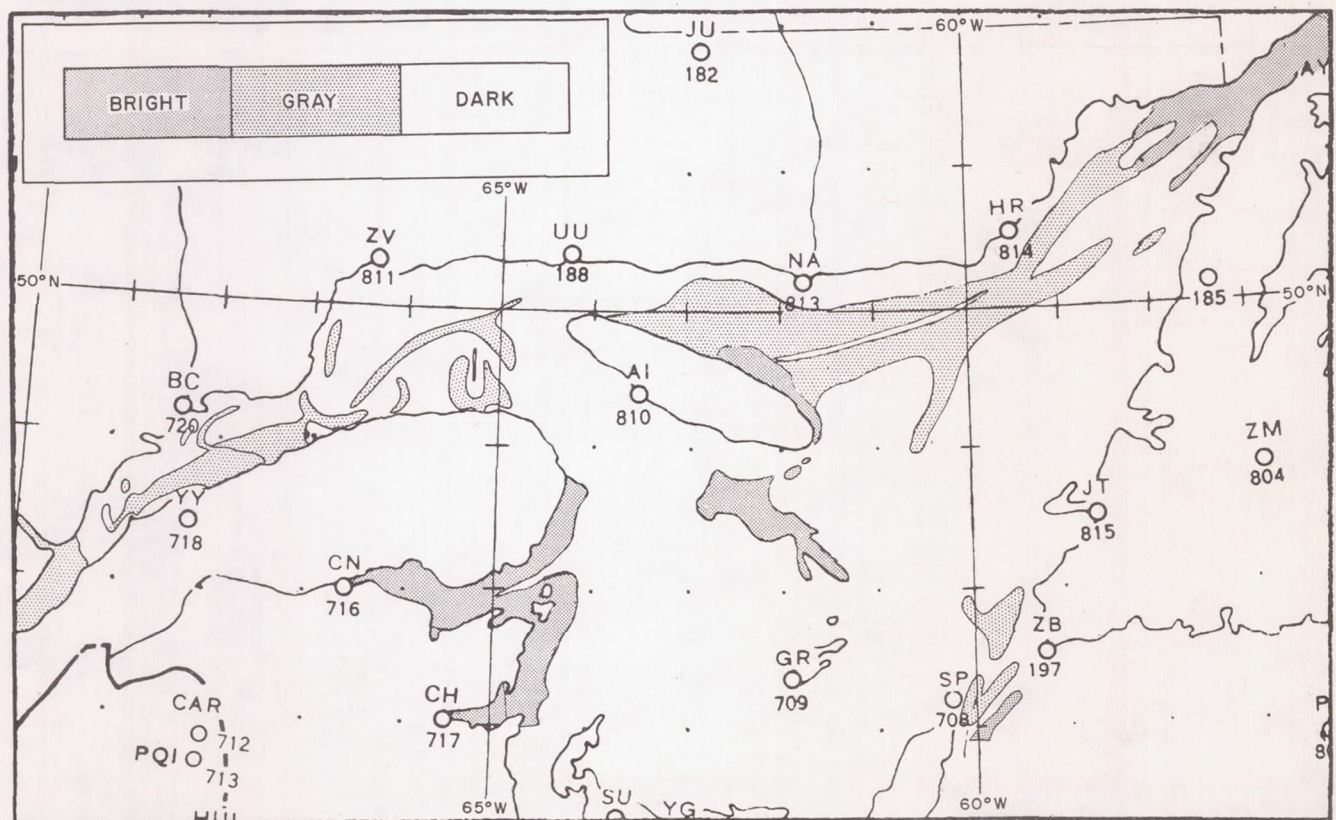 60°W
JU
182
AY
BRIGHT GRAY DARK
65°W
HR
814
ZV
811
UU
188
NA
813
185
50°N
50°N
BC
720
AI
810
ZM
804
YY
718
JT
815
CN
716
ZB
197
GR
709
SP
708
CAR
712
PQI
713
CH
717
P
65°W
SU
YG
60°W